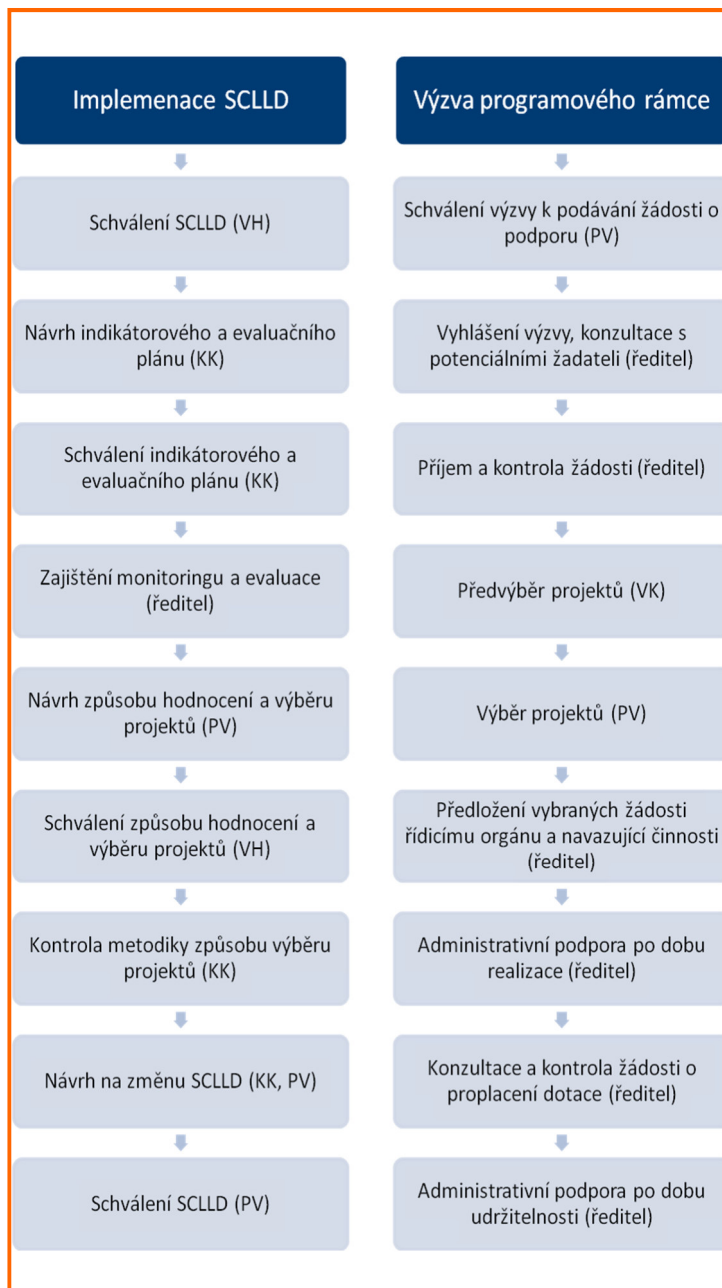 Implemenace SCLLD
Schválení SCLLD (VH)
Návrh indikátorového a evaluačního
plánu (KK)
Schválení indikátorového a
evaluačního plánu (KK)
Zajištění monitoringu a evaluace
(ředitel)
Návrh způsobu hodnocení a výběru
projektů (PV)
Schválení způsobu hodnocení a
výběru projektů (VH)
Kontrola metodiky způsobu výběru
projektů (KK)
Návrh na změnu SCLLD (KK, PV)
Schválení SCLLD (PV)
Výzva programového rámce
Schválení výzvy k podávání žádosti o
podporu (PV)
Vyhlášení výzvy, konzultace s
potenciálními žadateli (ředitel)
Příjem a kontrola žádosti (ředitel)
Předvýběr projektů (VK)
Výběr projektů (PV)
Předložení vybraných žádosti
řídicímu orgánu a navazující činnosti
(ředitel)
Administrativní podpora po dobu
realizace (ředitel)
Konzultace a kontrola žádosti o
proplacení dotace (ředitel)
Administrativní podpora po dobu
udržitelnosti (ředitel)